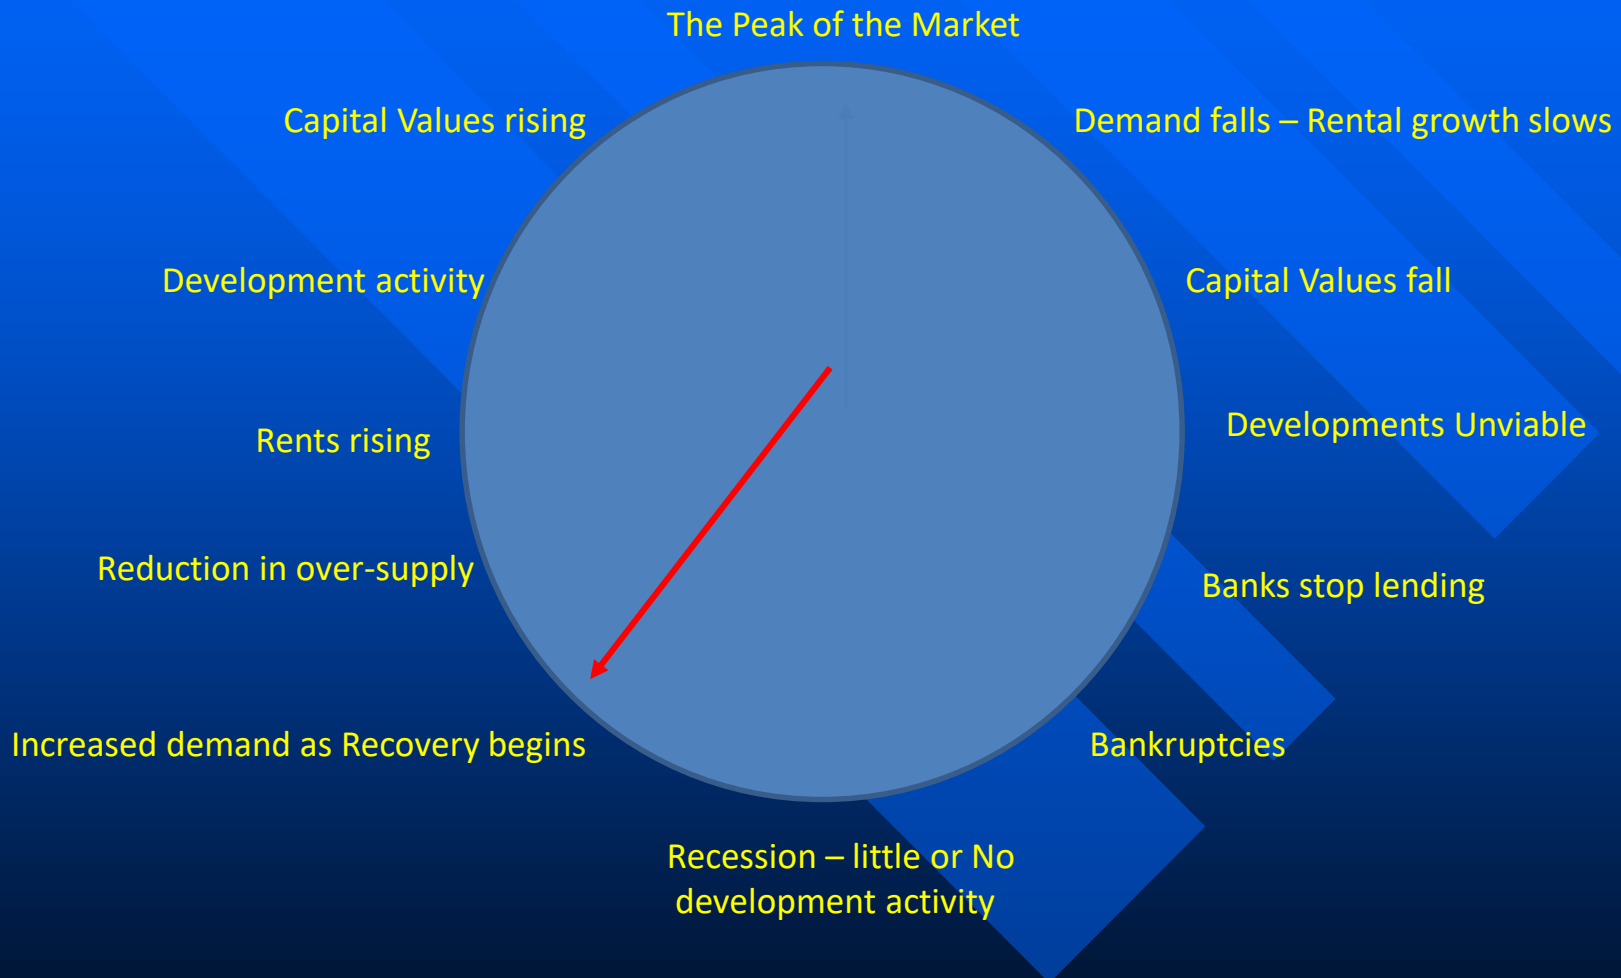 The Peak of the Market
Capital Values rising
Demand falls – Rental growth slows
Development activity
Capital Values fall
Rents rising
Developments Unviable
Reduction in over-supply
Banks stop lending
Increased demand as Recovery begins
Bankruptcies
Recession – little or No
development activity